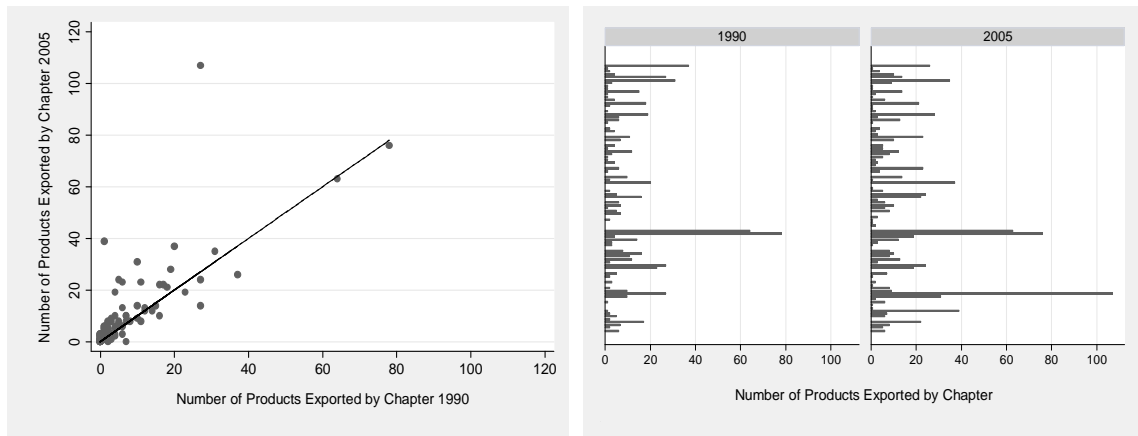 Number of Products Exported by Chapter 2005
120
100
80
60
40
20
0
0 20 40 60 80 100 120
Number of Products Exported by Chapter 1990
1990 2005
0 20 40 60 80 100 0 20 40 60 80 100
Number of Products Exported by Chapter